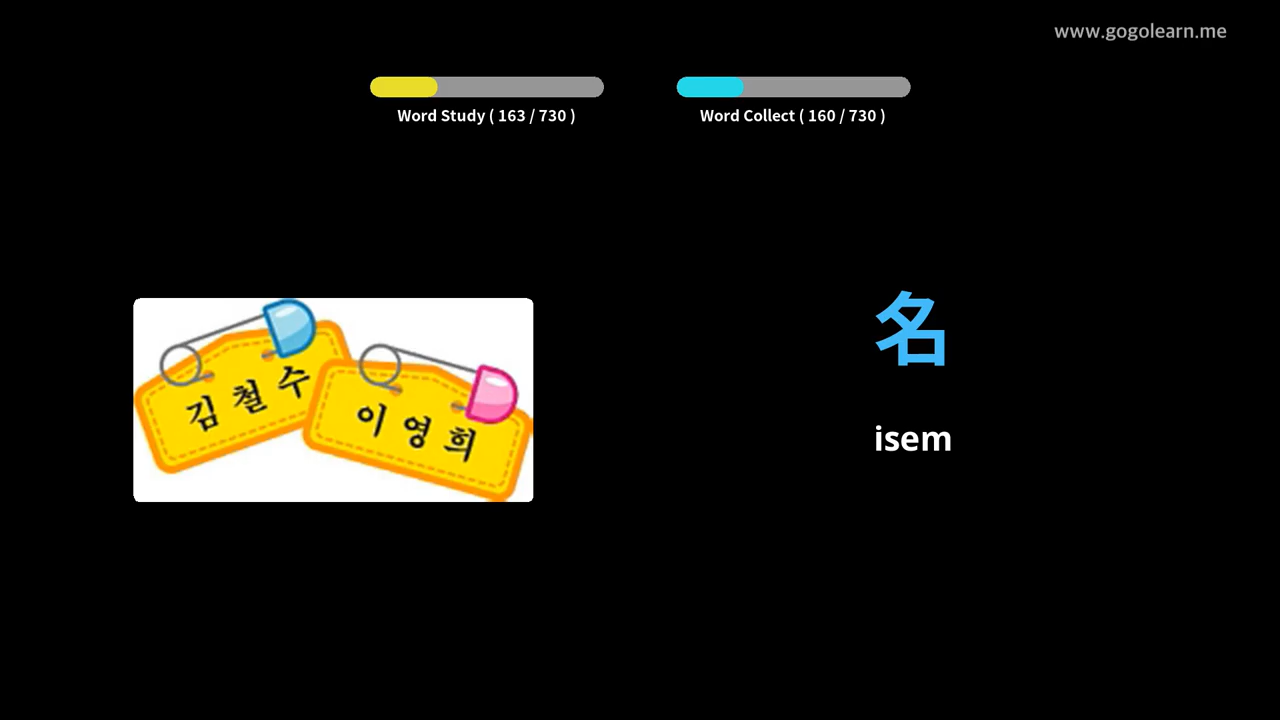 www.gogolearn.me
Word Study ( 163 / 730 )
Word Collect ( 160 / 730 )
김 철 수
이 영 희
名
isem